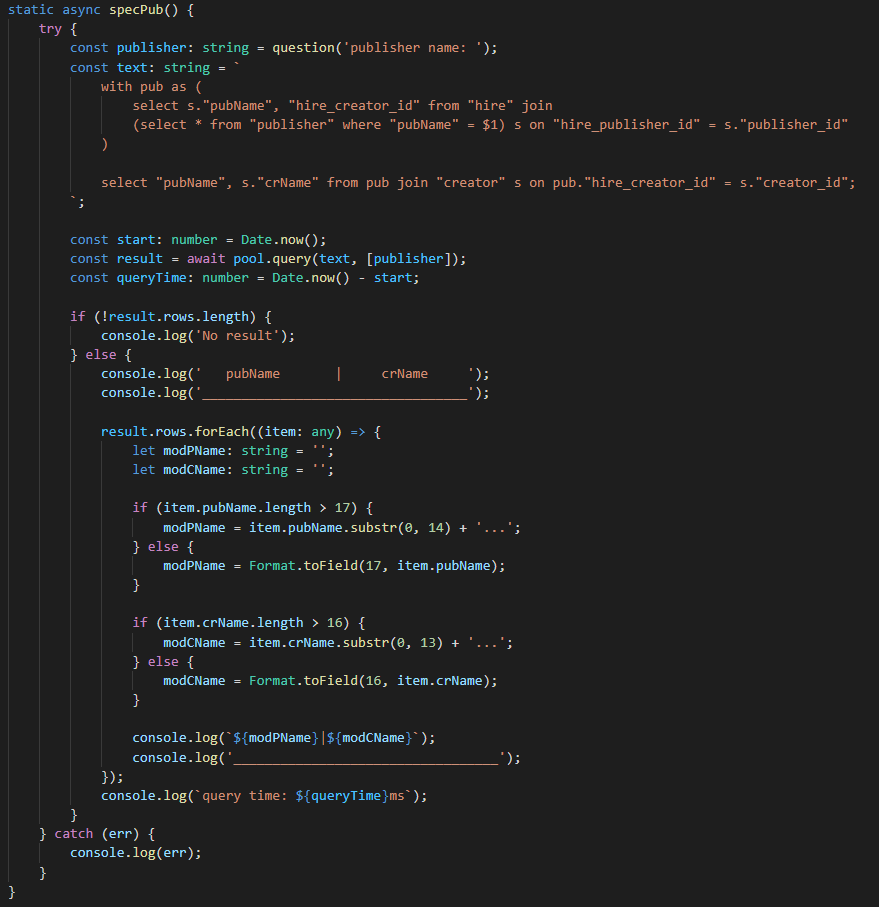 static async specPub() {
    try {
        const publisher: string = question('publisher name: ');
        const text: string = `
            with pub as (
                select s."pubName", "hire_creator_id" from "hire" join
                (select * from "publisher" where "pubName" = $1) s on "hire_publisher_id" = s."publisher_id"
            )

            select "pubName", s."crName" from pub join "creator" s on pub."hire_creator_id" = s."creator_id";
        `;

        const start: number = Date.now();
        const result = await pool.query(text, [publisher]);
        const queryTime: number = Date.now() - start;

        if (!result.rows.length) {
            console.log('No result');
        } else {
            console.log('   pubName       |     crName     ');
            console.log('__________________________________');

            result.rows.forEach((item: any) => {
                let modPName: string = '';
                let modCName: string = '';

                if (item.pubName.length > 17) {
                    modPName = item.pubName.substr(0, 14) + '...';
                } else {
                    modPName = Format.toField(17, item.pubName);
                }

                if (item.crName.length > 16) {
                    modCName = item.crName.substr(0, 13) + '...';
                } else {
                    modCName = Format.toField(16, item.crName);
                }

                console.log(`${modPName}|${modCName}`);
                console.log('__________________________________');
            });
            console.log(`query time: ${queryTime}ms`);
        }
    } catch (err) {
        console.log(err);
    }
}